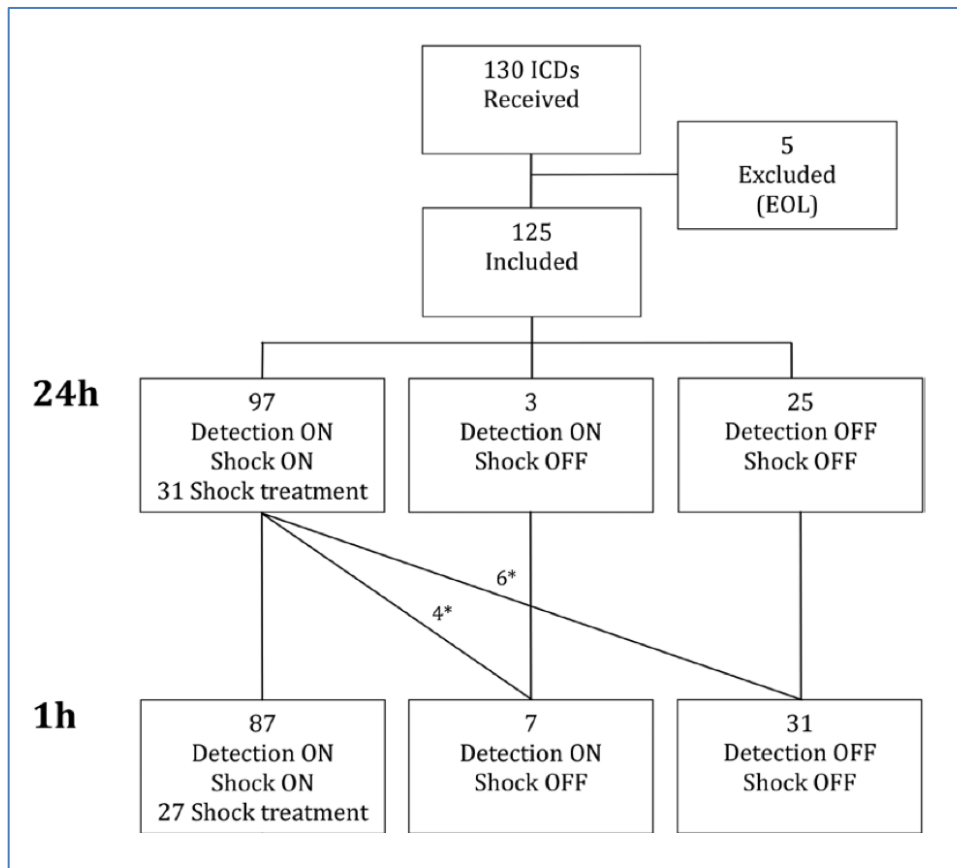 130 ICDs
Received
5
Excluded
(EOL)
125
Included
24h
97
Detection ON
Shock ON
31 Shock treatment
3
Detection ON
Shock OFF
25
Detection OFF
Shock OFF
6*
4*
1h
87
Detection ON
Shock ON
27 Shock treatment
7
Detection ON
Shock OFF
31
Detection OFF
Shock OFF